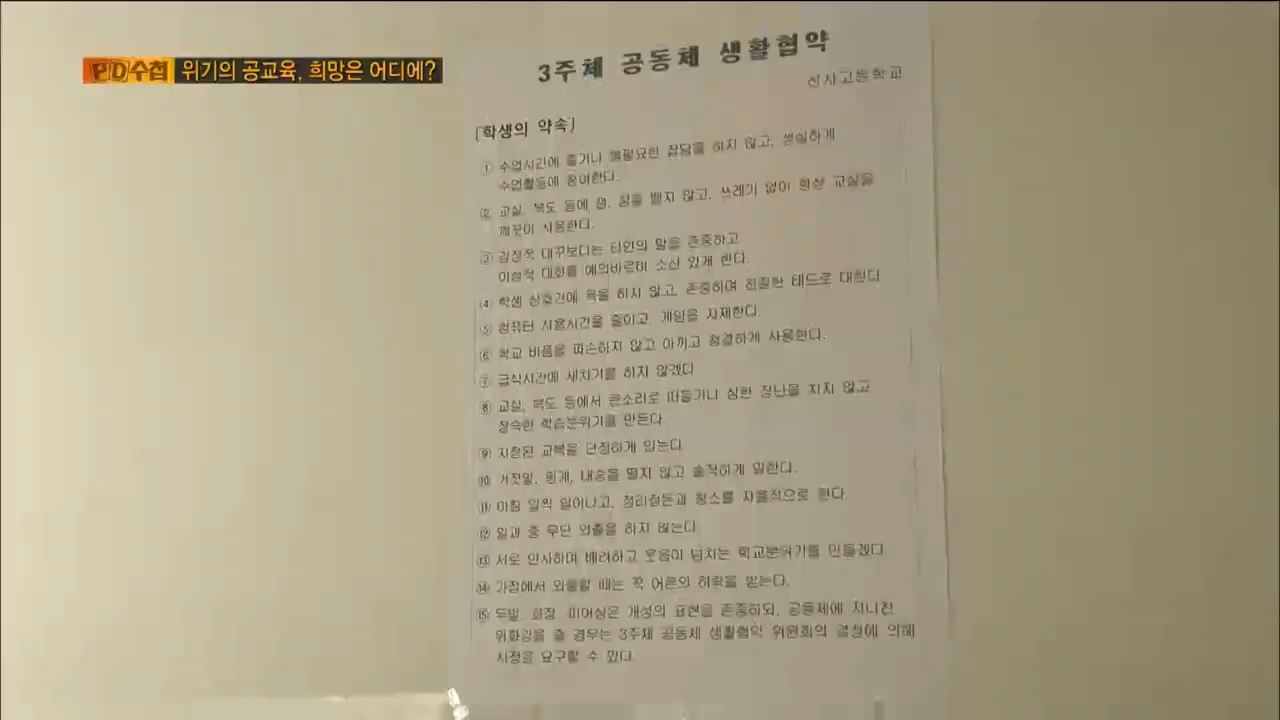 PD수첩 위기의 공교육, 희망은 어디에?
3주체 공동체 생활협약
선사고등학교
[학생의 약속]
① 수업시간에 졸거나 불필요한 잡담을 하지 않고, 성실하게
수업활동에 참여한다.
② 교실, 복도 등에 껌, 침을 뱉지 않고, 쓰레기 없이 항상 교실을
깨끗이 사용한다.
③ 감정적 대꾸보다는 타인의 말을 존중하고
이성적 대화를 예의바르며 소신 있게 한다.
④ 학생 상호간에 욕을 하지 않고, 존중하며 친절한 태도로 대한다.
⑤ 컴퓨터 사용시간을 줄이고, 게임을 자제한다.
⑥ 학교 비품을 파손하지 않고 아끼고 청결하게 사용한다.
⑦ 급식시간에 새치기를 하지 않겠다
⑧ 교실, 복도 등에서 큰소리로 떠들거나 심한 장난을 치지 않고
정숙한 학습분위기를 만든다.
⑨ 지정된 교복을 단정하게 입는다
⑩ 거짓말, 핑계, 내숭을 떨지 않고 솔직하게 말한다.
⑪ 아침 일찍 일어나고, 정리정돈과 청소를 자율적으로 한다.
⑫ 일과 중 무단 외출을 하지 않는다
⑬ 서로 인사하며 배려하고 웃음이 넘치는 학교분위기를 만들겠다
⑭ 가정에서 외출할 때는 꼭 어른의 허락을 받는다.
⑮ 두발, 화장, 피어싱은 개성의 표현을 존중하되, 공동체에 지나친
위화감을 줄 경우는 3주체 공동체 생활협약 위원회의 결정에 의해
시정을 요구할 수 있다.